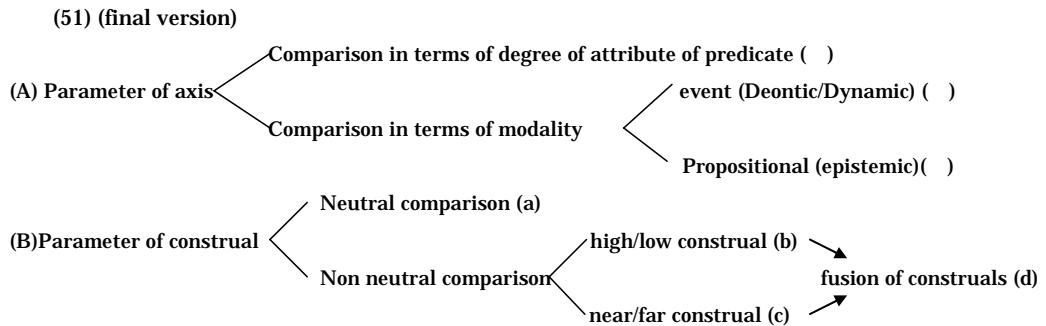 (51) (final version)
Comparison in terms of degree of attribute of predicate (   )
(A) Parameter of axis
event (Deontic/Dynamic) (   )
Comparison in terms of modality
Propositional (epistemic)(   )
Neutral comparison (a)
(B)Parameter of construal
high/low construal (b)
Non neutral comparison
fusion of construals (d)
near/far construal (c)